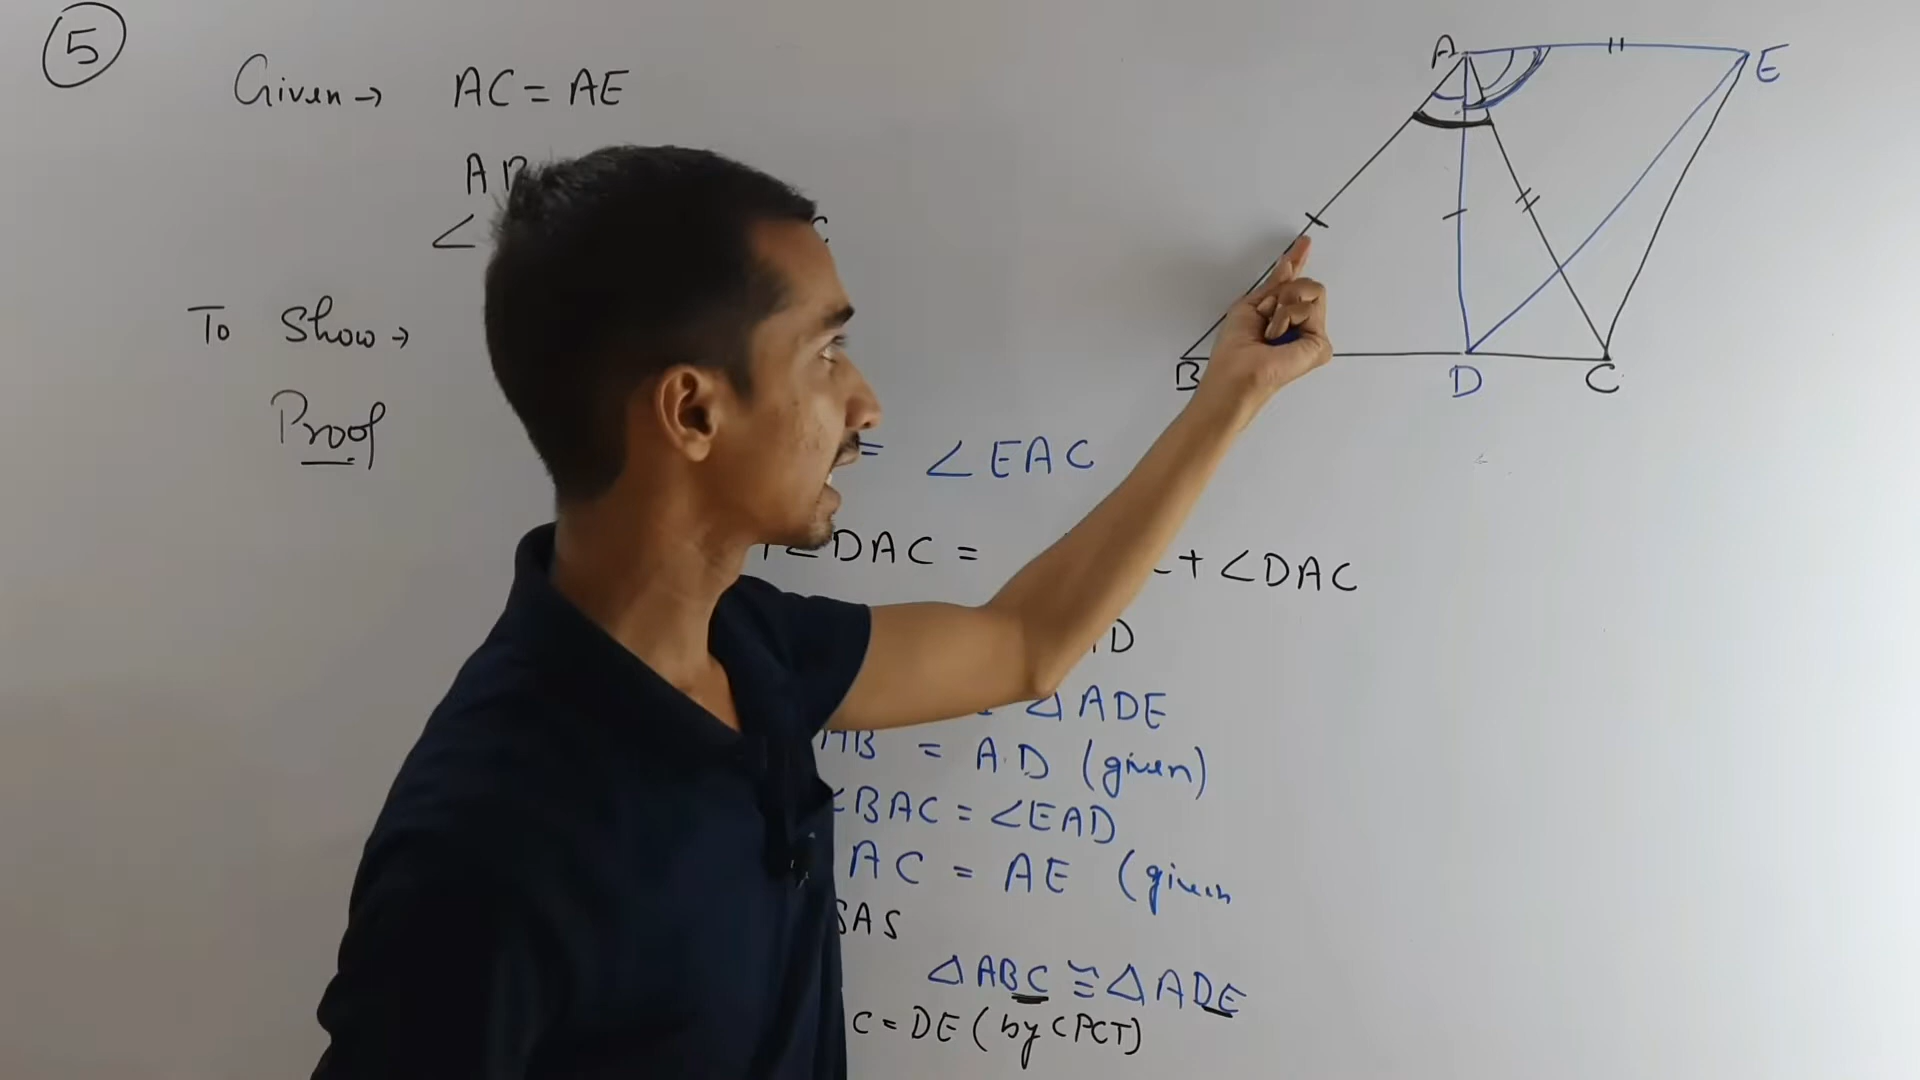 5
Given → AC = AE
A
∠ C
To Show →
Proof
= ∠EAC
+∠DAC = + ∠DAC
D
∆ADE
AB = AD (given)
∠BAC = ∠EAD
AC = AE (given
SAS
∆ABC ≅ ∆ADE
C = DE (by CPCT)
A
E
B
D
C